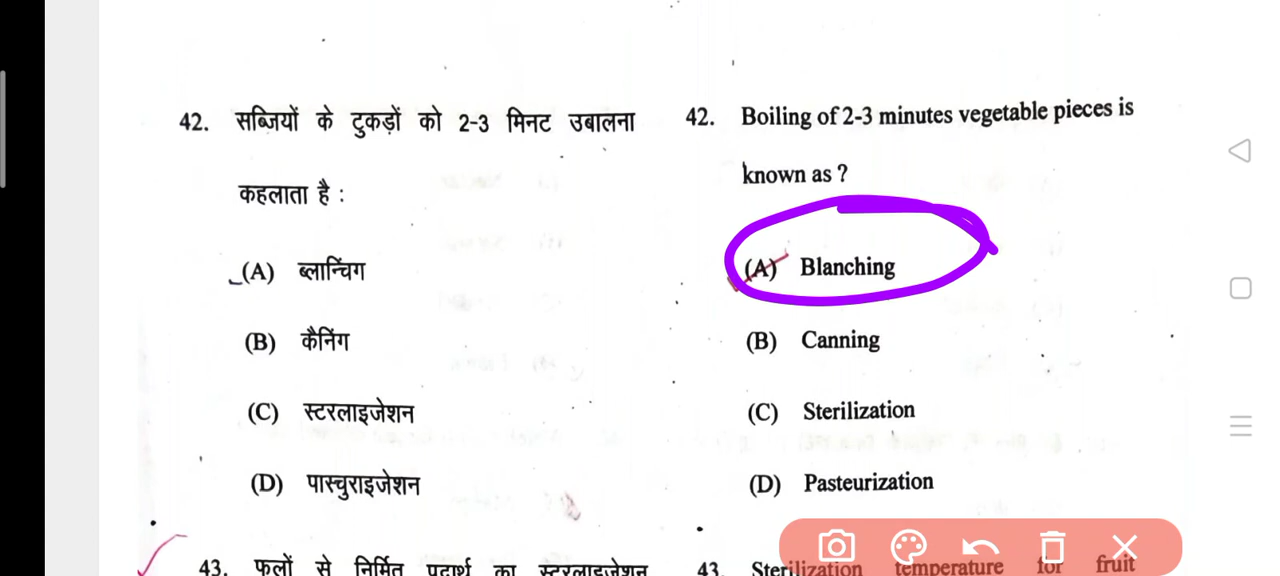 42. सब्जियों के टुकड़ों को 2-3 मिनट उबालना
कहलाता है :
(A) ब्लान्चिंग
(B) कैनिंग
(C) स्टरलाइजेशन
(D) पास्चुराइजेशन
43. फलों से निर्मित पदार्थ का स्टरलाइजेशन
42. Boiling of 2-3 minutes vegetable pieces is
known as ?
(A) Blanching
(B) Canning
(C) Sterilization
(D) Pasteurization
43. Sterilization temperature for fruit